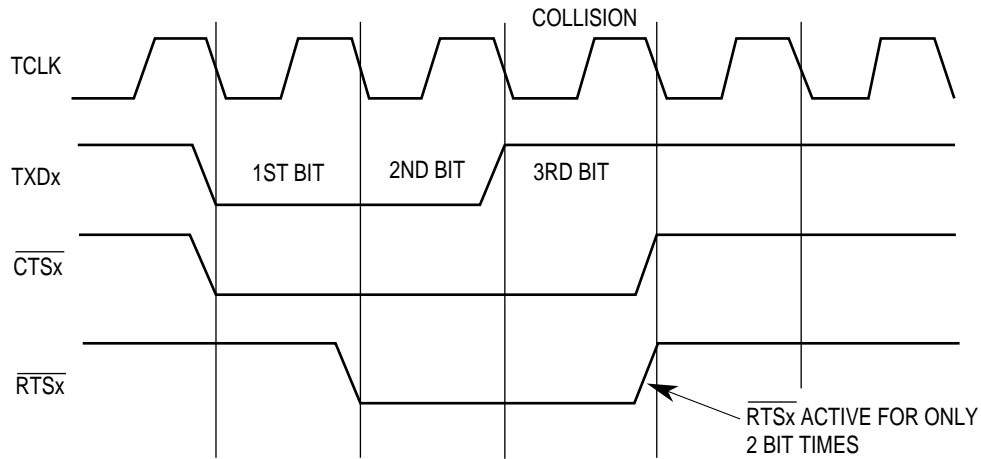 COLLISION
TCLK
TXDx
1ST BIT
2ND BIT
3RD BIT
CTSx
RTSx
RTSx ACTIVE FOR ONLY
2 BIT TIMES